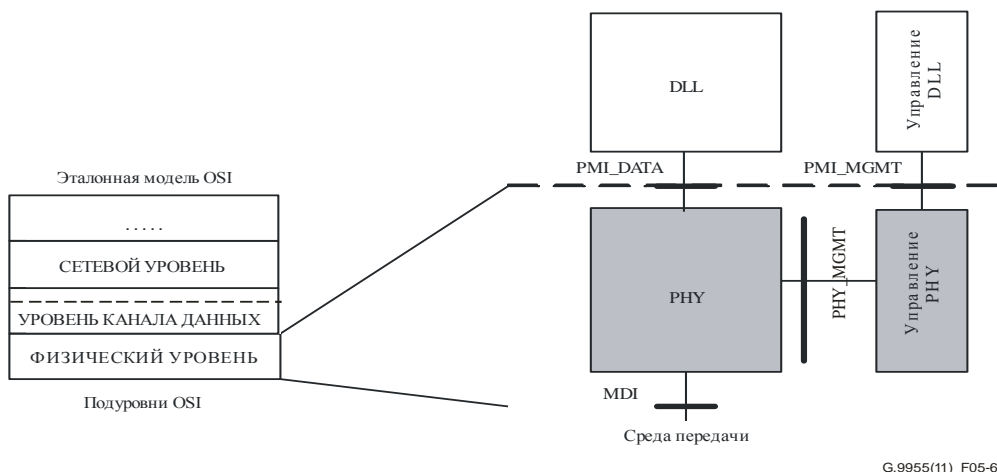 Эталонная модель OSI
. . . . .
СЕТЕВОЙ УРОВЕНЬ
УРОВЕНЬ КАНАЛА ДАННЫХ
ФИЗИЧЕСКИЙ УРОВЕНЬ
Подуровни OSI
DLL
Управление
DLL
PMI_DATA
PMI_MGMT
PHY
PHY_MGMT
Управление
PHY
MDI
Среда передачи
G.9955(11)_F05-6